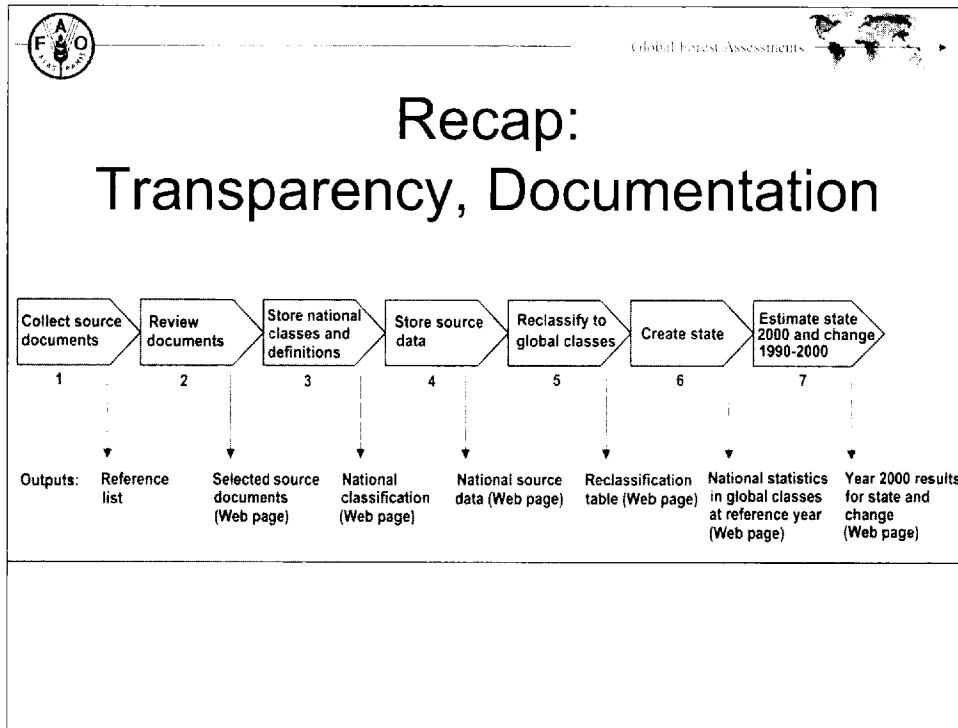 F A O
FIAT PANIS
Global Forest Assessments
Recap:
Transparency, Documentation
Collect source
documents
Review
documents
Store national
classes and
definitions
Store source
data
Reclassify to
global classes
Create state
Estimate state
2000 and change
1990-2000
1 2 3 4 5 6 7
Outputs:
Reference
list
Selected source
documents
(Web page)
National
classification
(Web page)
National source
data (Web page)
Reclassification
table (Web page)
National statistics
in global classes
at reference year
(Web page)
Year 2000 results
for state and
change
(Web page)